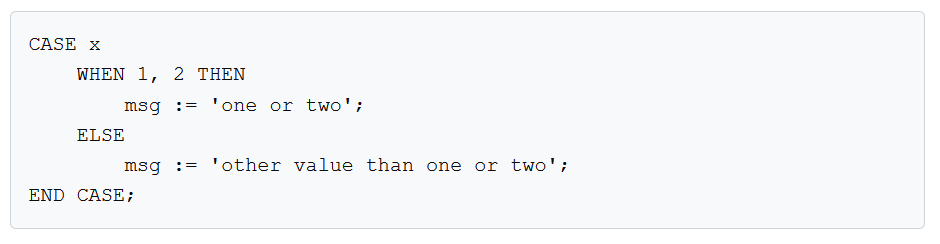 CASE x
    WHEN 1, 2 THEN
        msg := 'one or two';
    ELSE
        msg := 'other value than one or two';
END CASE;